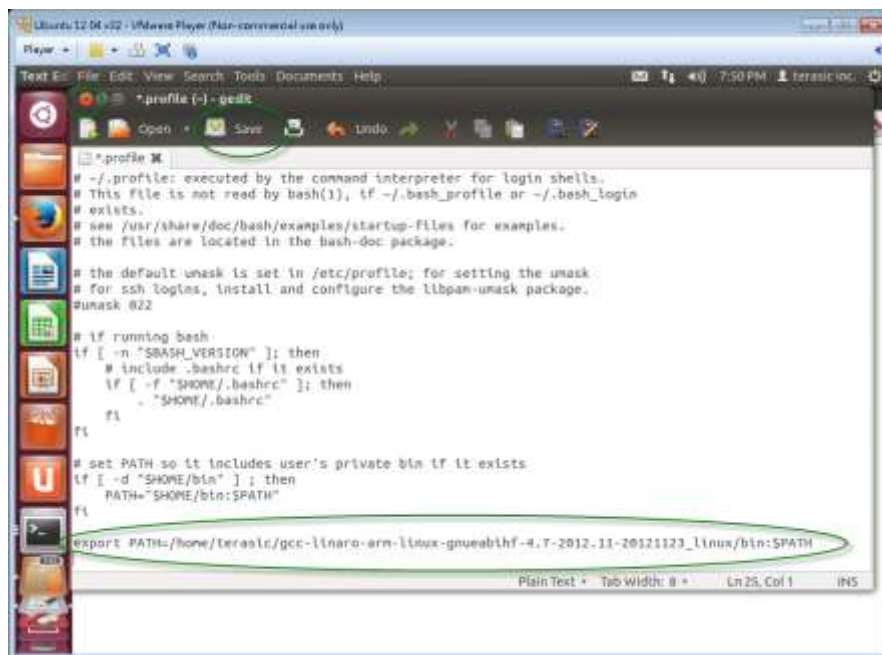 Ubuntu 12.04 v02 - VMware Player (Non-commercial use only)
Player
Text Ed File Edit View Search Tools Documents Help 7:50 PM terasic inc.
*.profile (~) - gedit
Open Save Undo
*.profile
# ~/.profile: executed by the command interpreter for login shells.
# This file is not read by bash(1), if ~/.bash_profile or ~/.bash_login
# exists.
# see /usr/share/doc/bash/examples/startup-files for examples.
# the files are located in the bash-doc package.
# the default umask is set in /etc/profile; for setting the umask
# for ssh logins, install and configure the libpam-umask package.
#umask 022
# if running bash
if [ -n "$BASH_VERSION" ]; then
# include .bashrc if it exists
if [ -f "$HOME/.bashrc" ]; then
. "$HOME/.bashrc"
fi
fi
# set PATH so it includes user's private bin if it exists
if [ -d "$HOME/bin" ] ; then
PATH="$HOME/bin:$PATH"
fi
export PATH=/home/terasic/gcc-linaro-arm-linux-gnueabihf-4.7-2012.11-20121123_linux/bin:$PATH
Plain Text Tab Width: 8 Ln 25, Col 1 INS